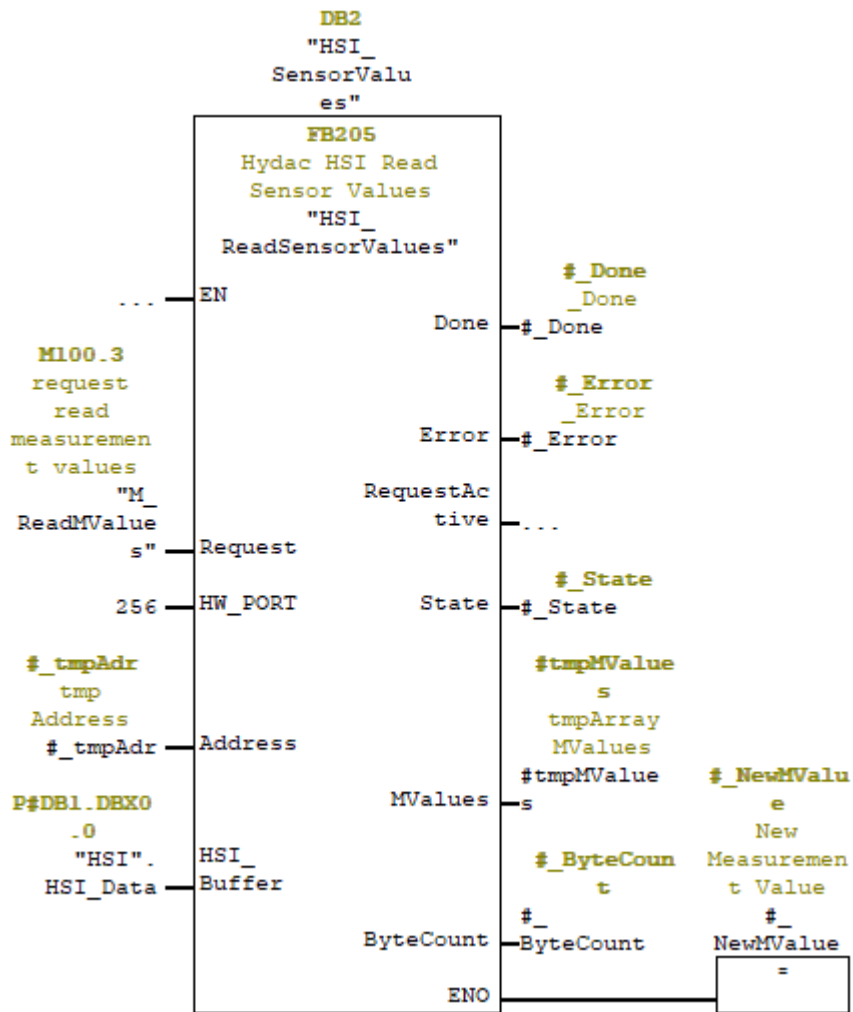 DB2
"HSI_
SensorValu
es"
FB205
Hydac HSI Read
Sensor Values
"HSI_
ReadSensorValues"
... EN
#_Done
_Done
Done #_Done
M100.3
request
read
measuremen
t values
"M_
ReadMValue
s" Request
#_Error
_Error
Error #_Error
RequestAc
tive ...
256 HW_PORT
#_State
State #_State
#_tmpAdr
tmp
Address
#_tmpAdr Address
#tmpMValue
s
tmpArray
MValues
#tmpMValue
MValues s
P#DB1.DBX0
.0
"HSI".
HSI_Data
HSI_
Buffer
#_ByteCoun
t
#_
ByteCount ByteCount
#_NewMValu
e
New
Measuremen
t Value
#_
NewMValue
=
ENO